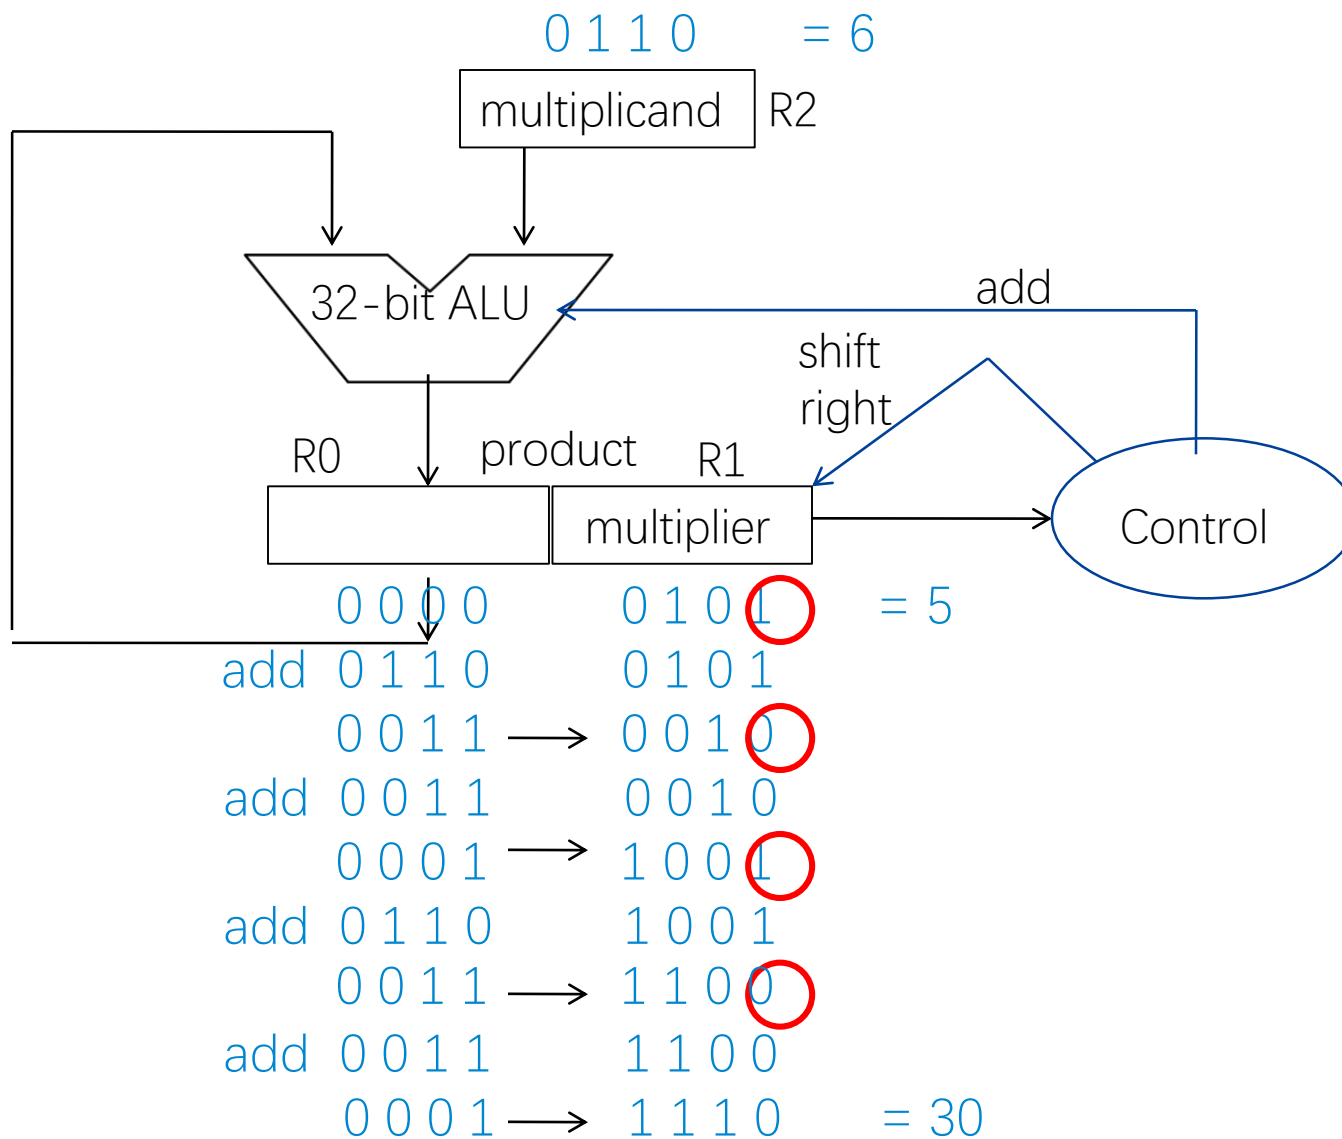 0 1 1 0 = 6
multiplicand R2
32-bit ALU
add
shift
right
R0 product R1
multiplier
Control
0 0 0 0 0 1 0 1 = 5
add 0 1 1 0 0 1 0 1
0 0 1 1 0 0 1 0
add 0 0 1 1 0 0 1 0
0 0 0 1 1 0 0 1
add 0 1 1 0 1 0 0 1
0 0 1 1 1 1 0 0
add 0 0 1 1 1 1 0 0
0 0 0 1 1 1 1 0 = 30